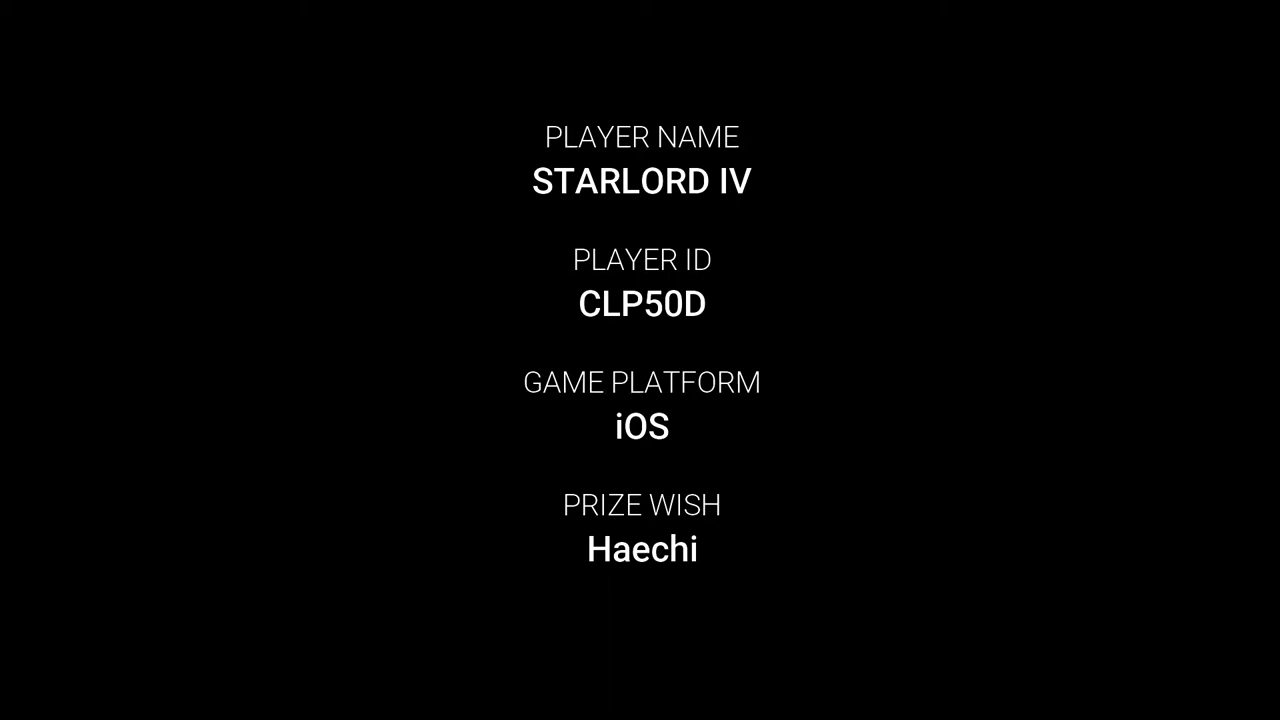 PLAYER NAME
STARLORD IV
PLAYER ID
CLP50D
GAME PLATFORM
iOS
PRIZE WISH
Haechi